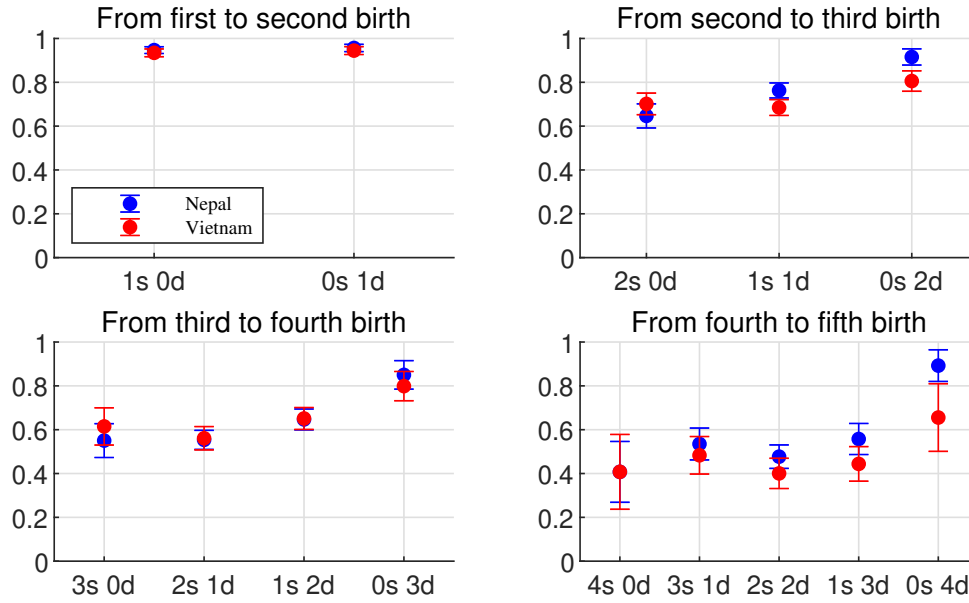 From first to second birth
1
0.8
0.6
0.4
0.2
0
Nepal
Vietnam
1s 0d
0s 1d
From second to third birth
1
0.8
0.6
0.4
0.2
0
2s 0d
1s 1d
0s 2d
From third to fourth birth
1
0.8
0.6
0.4
0.2
0
3s 0d
2s 1d
1s 2d
0s 3d
From fourth to fifth birth
1
0.8
0.6
0.4
0.2
0
4s 0d
3s 1d
2s 2d
1s 3d
0s 4d